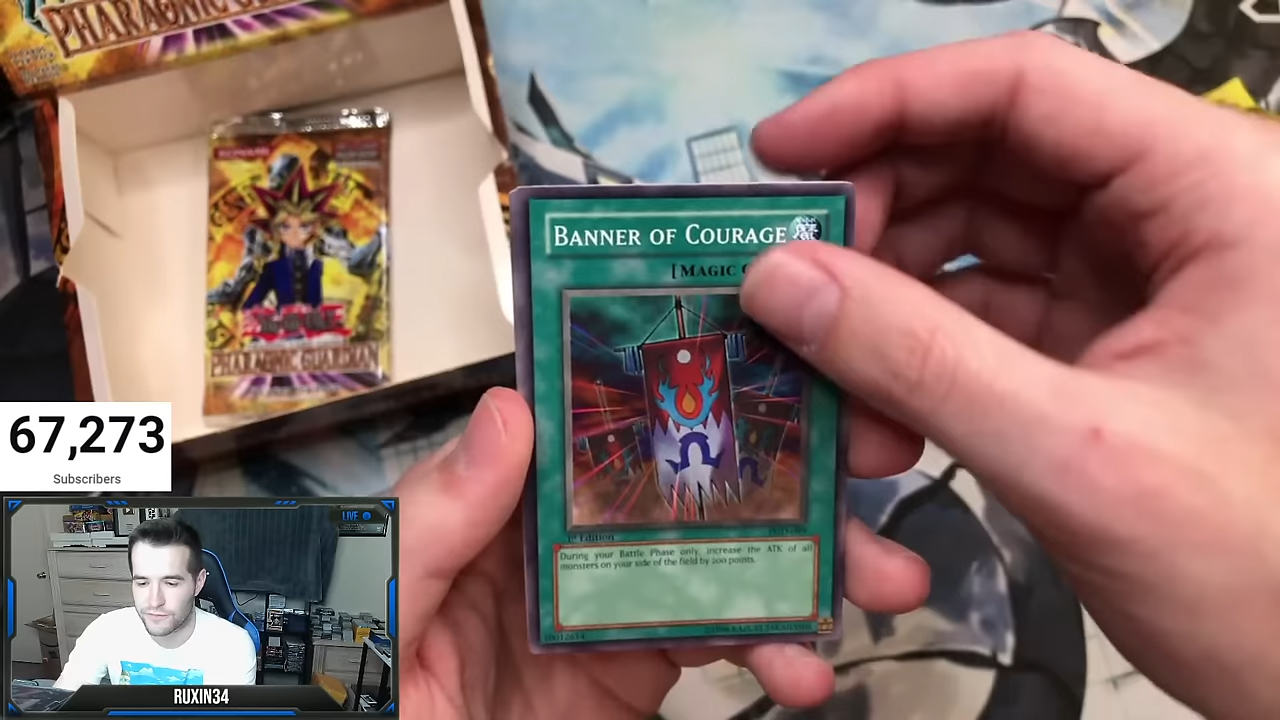 PHARAONIC GU
BANNER OF COURAGE
[MAGIC C
1st Edition
During your Battle Phase only, increase the ATK of all
monsters on your side of the field by 200 points.
PHARAONIC GUARDIAN
67,273
Subscribers
LIVE
RUXIN34